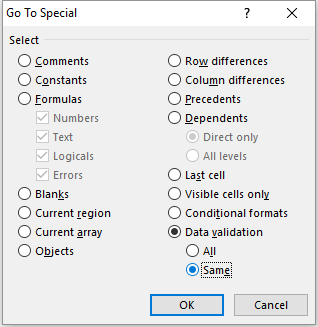 Go To Special
?
Select
Comments
Constants
Formulas
Numbers
Text
Logicals
Errors
Blanks
Current region
Current array
Objects
Row differences
Column differences
Precedents
Dependents
Direct only
All levels
Last cell
Visible cells only
Conditional formats
Data validation
All
Same
OK
Cancel